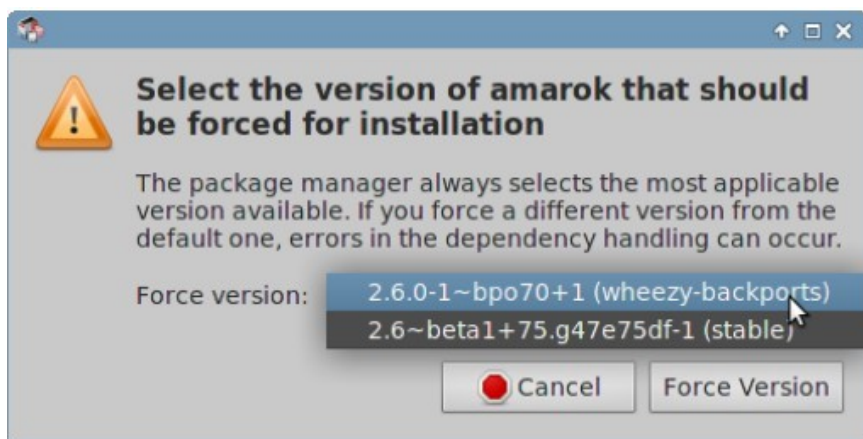 Select the version of amarok that should
be forced for installation
The package manager always selects the most applicable
version available. If you force a different version from the
default one, errors in the dependency handling can occur.
Force version: 2.6.0-1~bpo70+1 (wheezy-backports)
2.6~beta1+75.g47e75df-1 (stable)
Cancel Force Version